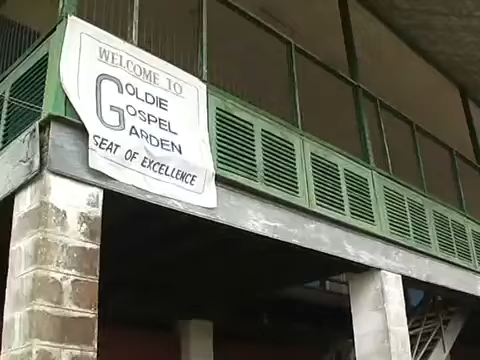 WELCOME TO
GOLDIE
GOSPEL
GARDEN
SEAT OF EXCELLENCE